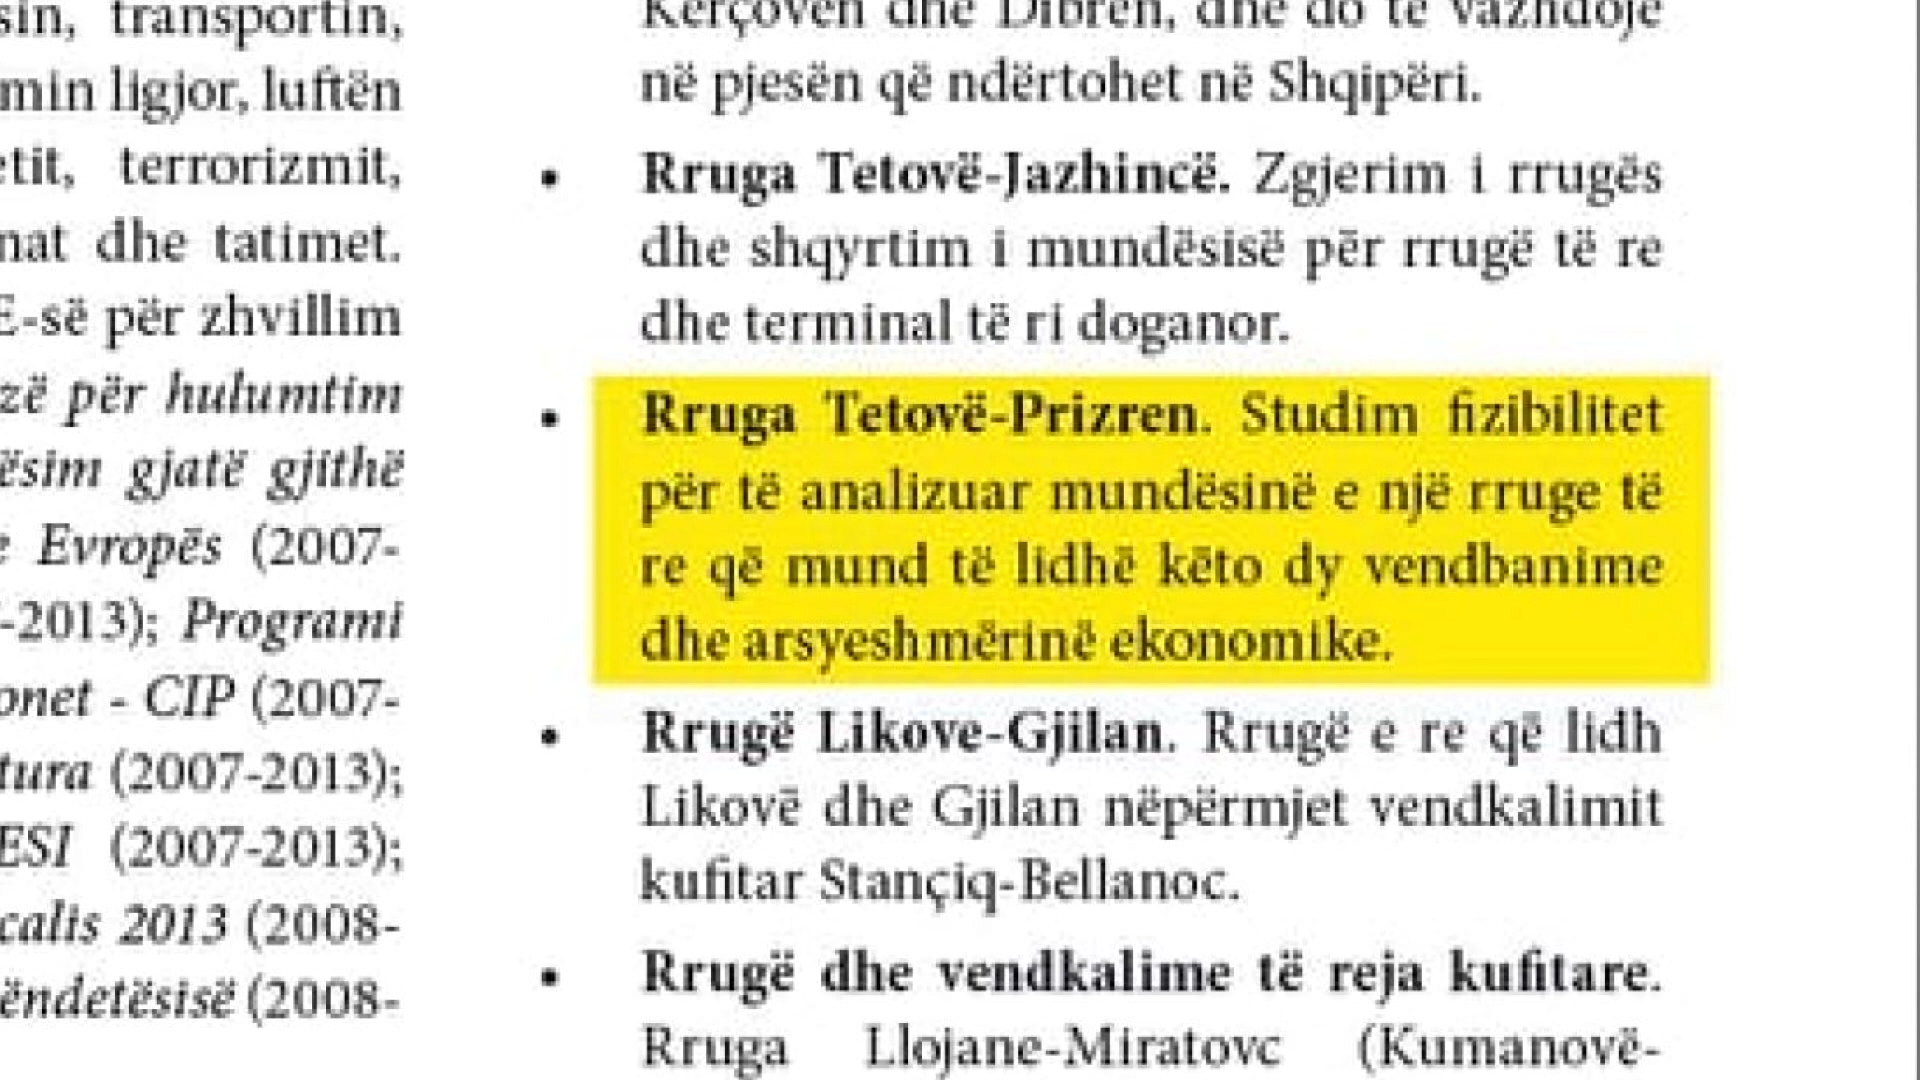 sin, transportin,
min ligjor, luftën
etit, terrorizmit,
nat dhe tatimet.
E-së për zhvillim
zë për hulumtim
ësim gjatë gjithë
e Evropës (2007-
-2013); Programi
onet - CIP (2007-
tura (2007-2013);
ESI (2007-2013);
calis 2013 (2008-
ëndetësisë (2008-
Kërçovën dhe Dibrën, dhe do të vazhdojë
në pjesën që ndërtohet në Shqipëri.
• Rruga Tetovë-Jazhincë. Zgjerim i rrugës
dhe shqyrtim i mundësisë për rrugë të re
dhe terminal të ri doganor.
• Rruga Tetovë-Prizren. Studim fizibilitet
për të analizuar mundësinë e një rruge të
re që mund të lidhë këto dy vendbanime
dhe arsyeshmërinë ekonomike.
• Rrugë Likove-Gjilan. Rrugë e re që lidh
Likovë dhe Gjilan nëpërmjet vendkalimit
kufitar Stançiq-Bellanoc.
• Rrugë dhe vendkalime të reja kufitare.
Rruga Llojane-Miratovc (Kumanovë-